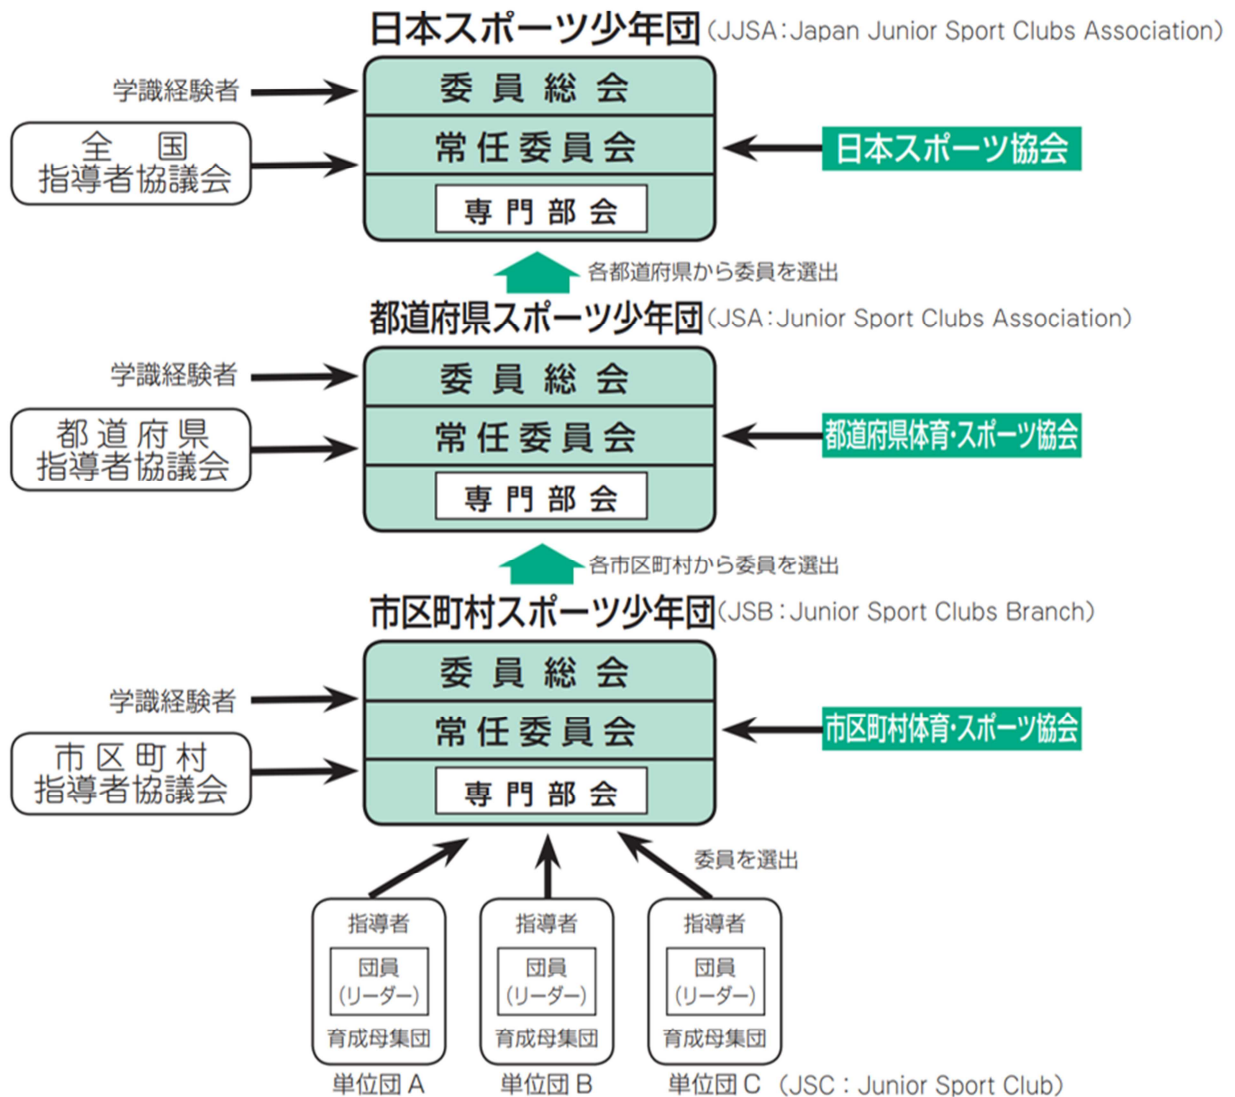 日本スポーツ少年団(JJSA:Japan Junior Sport Clubs Association)
学識経験者
全国
指導者協議会
委員総会
常任委員会
専門部会
日本スポーツ協会
各都道府県から委員を選出
都道府県スポーツ少年団(JSA:Junior Sport Clubs Association)
学識経験者
都道府県
指導者協議会
委員総会
常任委員会
専門部会
都道府県体育・スポーツ協会
各市区町村から委員を選出
市区町村スポーツ少年団(JSB:Junior Sport Clubs Branch)
学識経験者
市区町村
指導者協議会
委員総会
常任委員会
専門部会
市区町村体育・スポーツ協会
委員を選出
指導者
団員
(リーダー)
育成母集団
単位団A
指導者
団員
(リーダー)
育成母集団
単位団B
指導者
団員
(リーダー)
育成母集団
単位団C (JSC:Junior Sport Club)